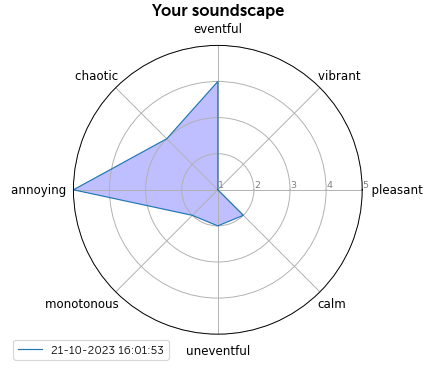 Your soundscape
eventful
chaotic
vibrant
annoying
1
2
3
4
5
pleasant
monotonous
calm
uneventful
21-10-2023 16:01:53